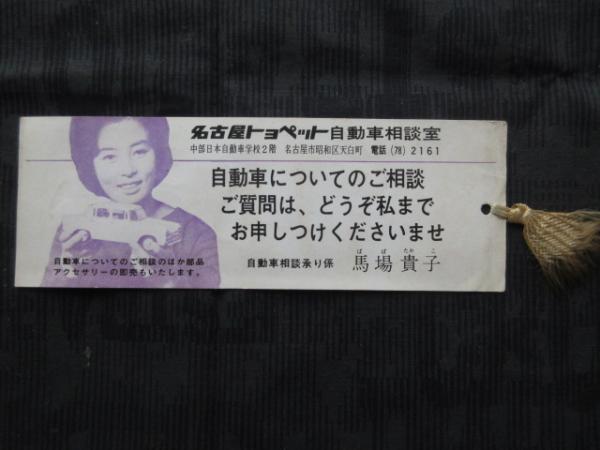 名古屋トヨペット自動車相談室
中部日本自動車学校2階 名古屋市昭和区天白町 電話(78)2161
自動車についてのご相談
ご質問は、どうぞ私まで
お申しつけくださいませ
自動車についてのご相談のほか部品
アクセサリーの即売もいたします。
自動車相談承り係 馬場貴子
ばばたかこ